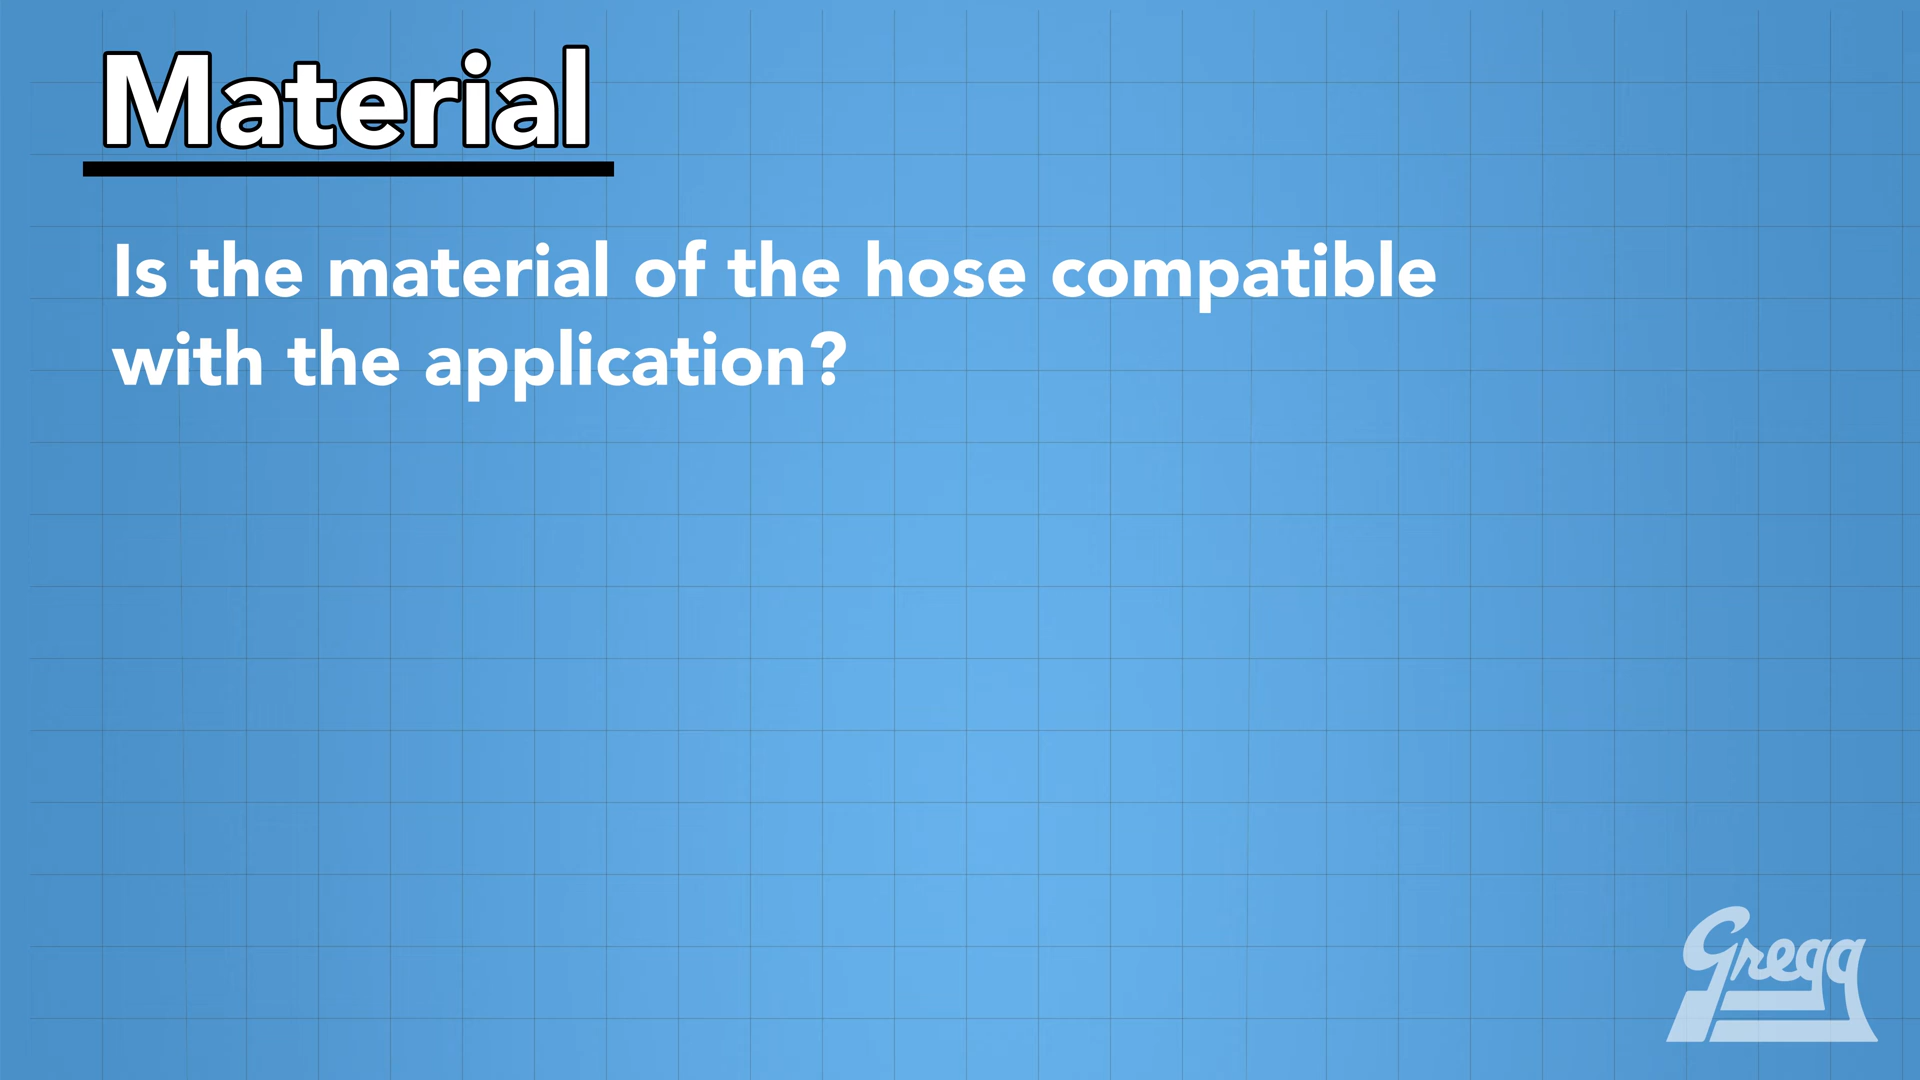 Material
Is the material of the hose compatible
with the application?
Gregg